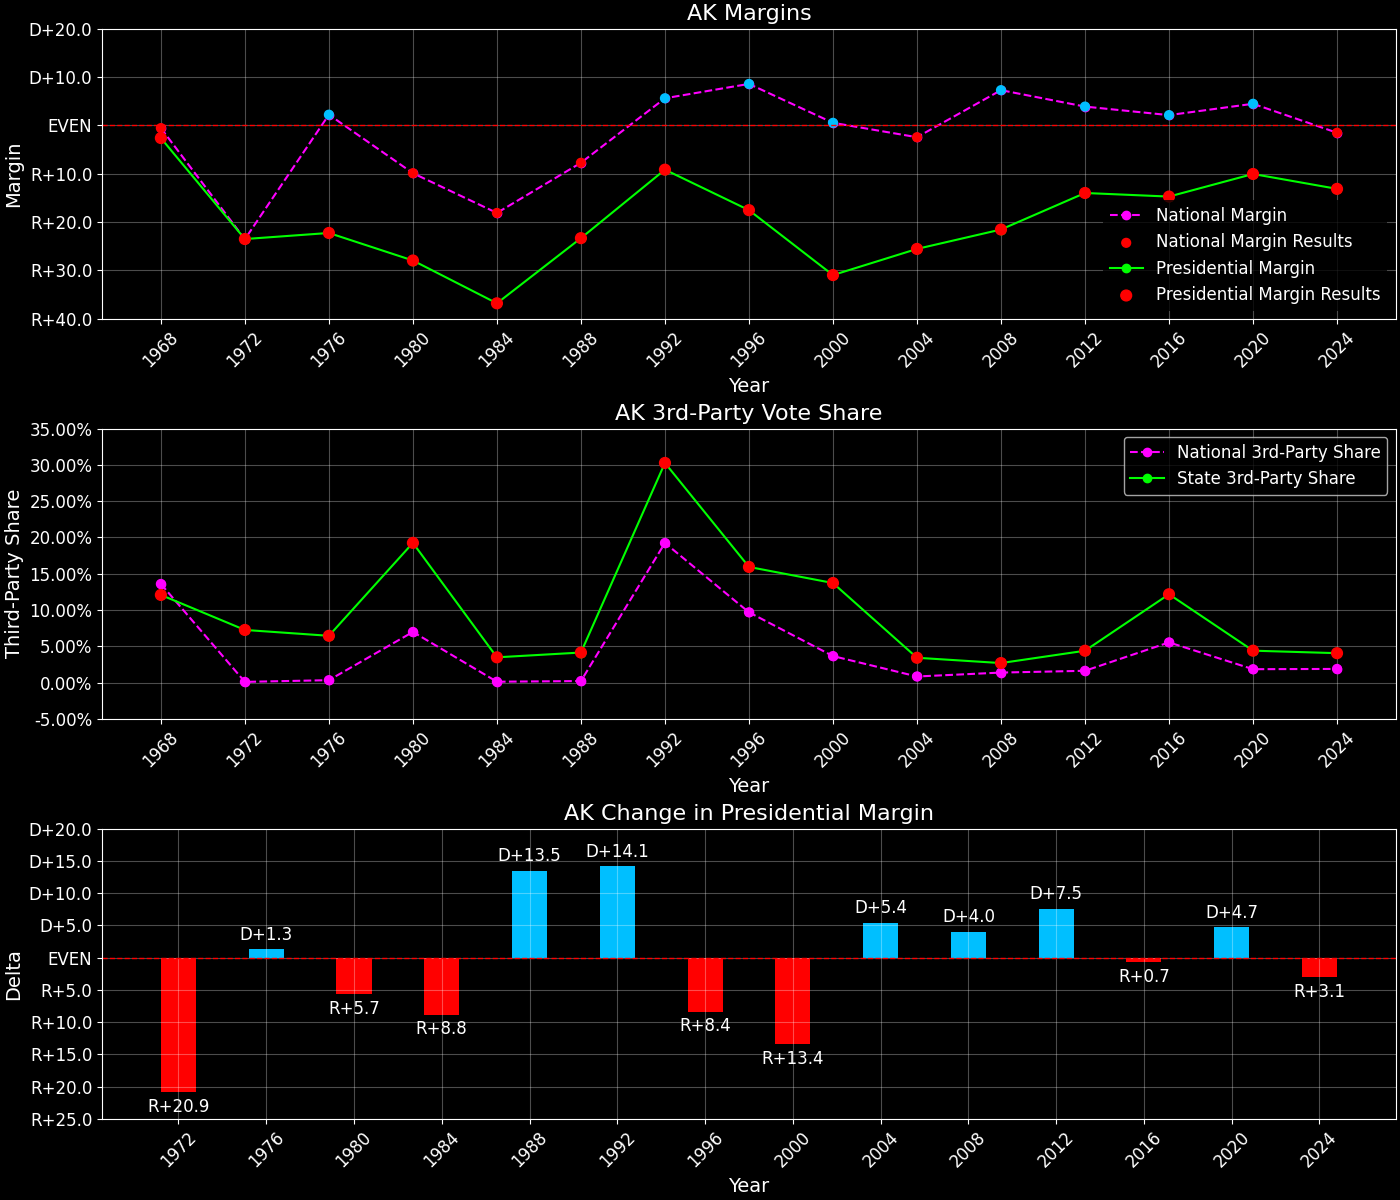 AK Margins
D+20.0
D+10.0
EVEN
R+10.0
R+20.0
R+30.0
R+40.0
Margin
National Margin
National Margin Results
Presidential Margin
Presidential Margin Results
1968 1972 1976 1980 1984 1988 1992 1996 2000 2004 2008 2012 2016 2020 2024
Year
AK 3rd-Party Vote Share
35.00%
30.00%
25.00%
20.00%
15.00%
10.00%
5.00%
0.00%
-5.00%
Third-Party Share
National 3rd-Party Share
State 3rd-Party Share
1968 1972 1976 1980 1984 1988 1992 1996 2000 2004 2008 2012 2016 2020 2024
Year
AK Change in Presidential Margin
D+20.0
D+15.0
D+10.0
D+5.0
EVEN
R+5.0
R+10.0
R+15.0
R+20.0
R+25.0
Delta
R+20.9
D+1.3
R+5.7
R+8.8
D+13.5
D+14.1
R+8.4
R+13.4
D+5.4
D+4.0
D+7.5
R+0.7
D+4.7
R+3.1
1972 1976 1980 1984 1988 1992 1996 2000 2004 2008 2012 2016 2020 2024
Year